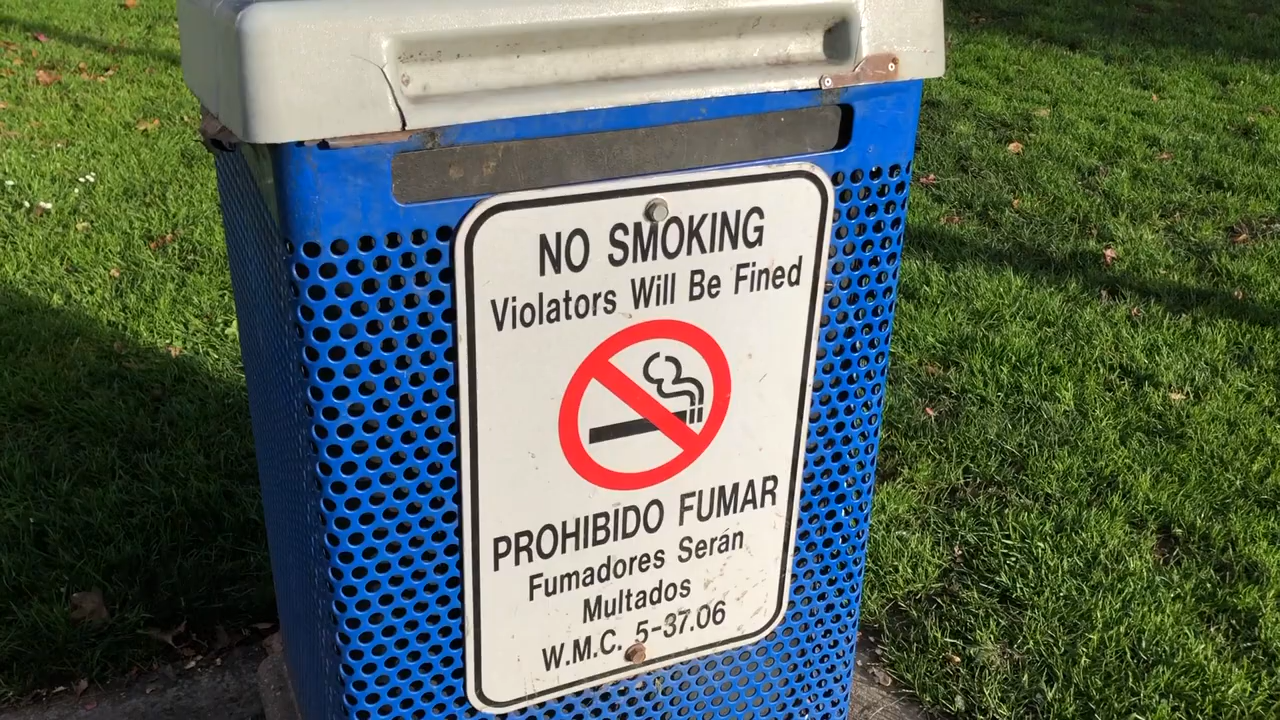 NO SMOKING
Violators Will Be Fined
PROHIBIDO FUMAR
Fumadores Serán
Multados
W.M.C. 5-37.06